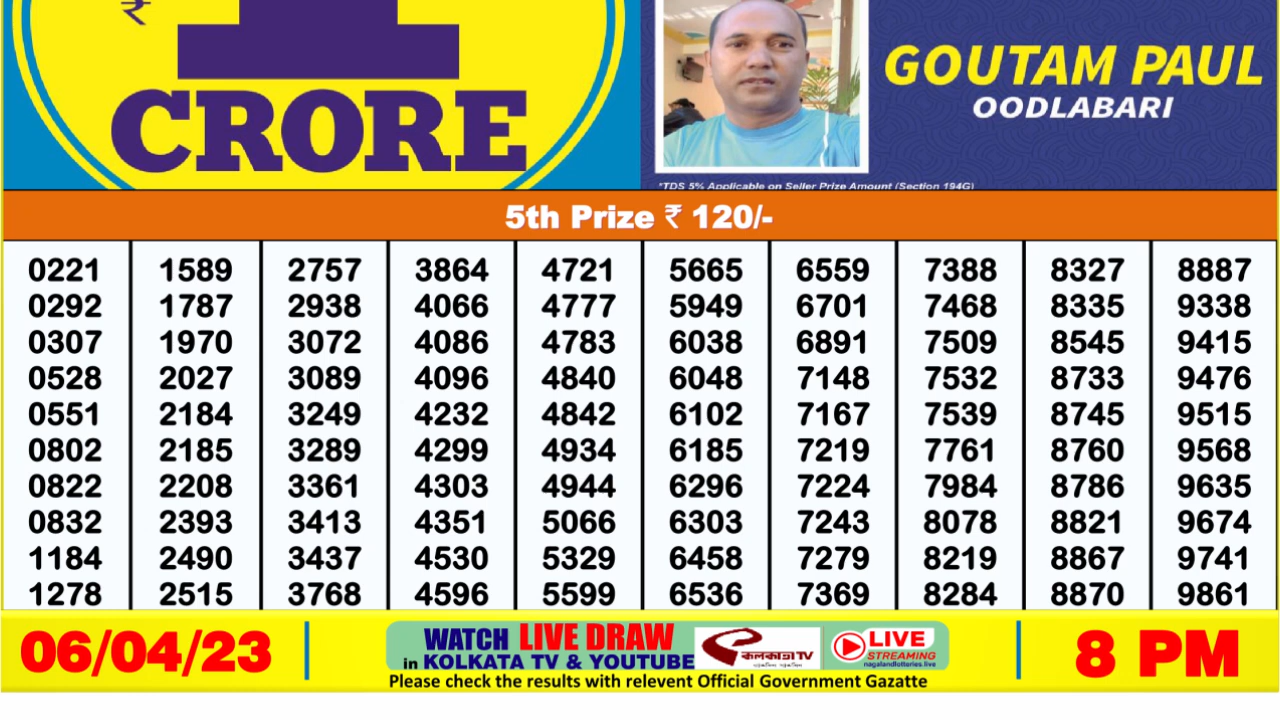 ₹ 1
CRORE
GOUTAM PAUL
OODLABARI
*TDS 5% Applicable on Seller Prize Amount (Section 194G)
5th Prize ₹ 120/-
0221 1589 2757 3864 4721 5665 6559 7388 8327 8887
0292 1787 2938 4066 4777 5949 6701 7468 8335 9338
0307 1970 3072 4086 4783 6038 6891 7509 8545 9415
0528 2027 3089 4096 4840 6048 7148 7532 8733 9476
0551 2184 3249 4232 4842 6102 7167 7539 8745 9515
0802 2185 3289 4299 4934 6185 7219 7761 8760 9568
0822 2208 3361 4303 4944 6296 7224 7984 8786 9635
0832 2393 3413 4351 5066 6303 7243 8078 8821 9674
1184 2490 3437 4530 5329 6458 7279 8219 8867 9741
1278 2515 3768 4596 5599 6536 7369 8284 8870 9861
06/04/23
WATCH LIVE DRAW
in KOLKATA TV & YOUTUBE
কলকাতা TV
LIVE
STREAMING
nagalandlotteries.live
8 PM
Please check the results with relevent Official Government Gazatte